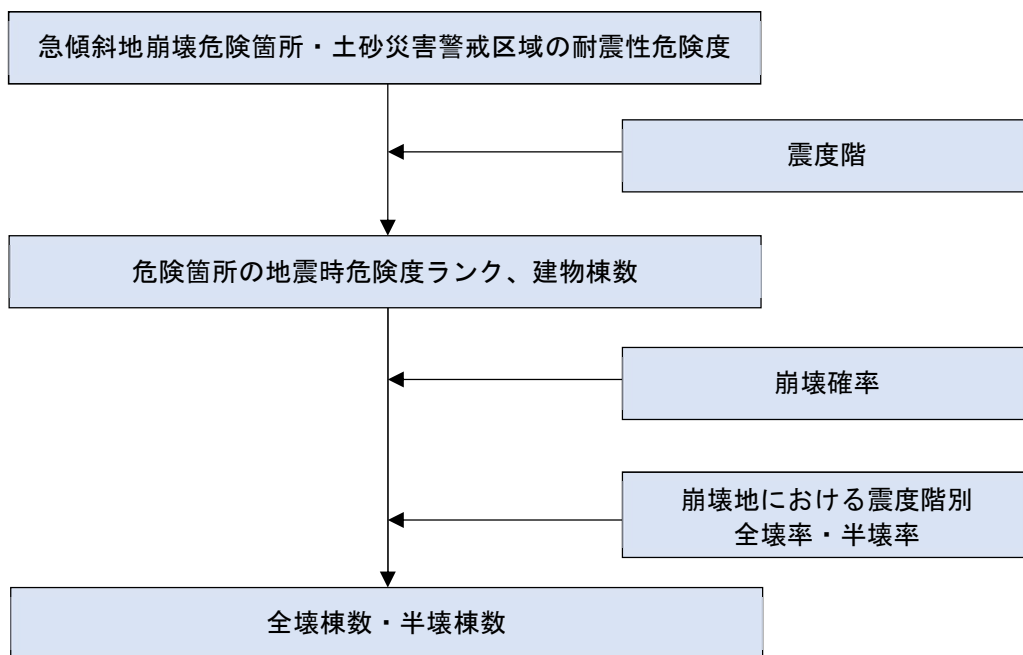 急傾斜地崩壊危険箇所・土砂災害警戒区域の耐震性危険度
震度階
危険箇所の地震時危険度ランク、建物棟数
崩壊確率
崩壊地における震度階別
全壊率・半壊率
全壊棟数・半壊棟数